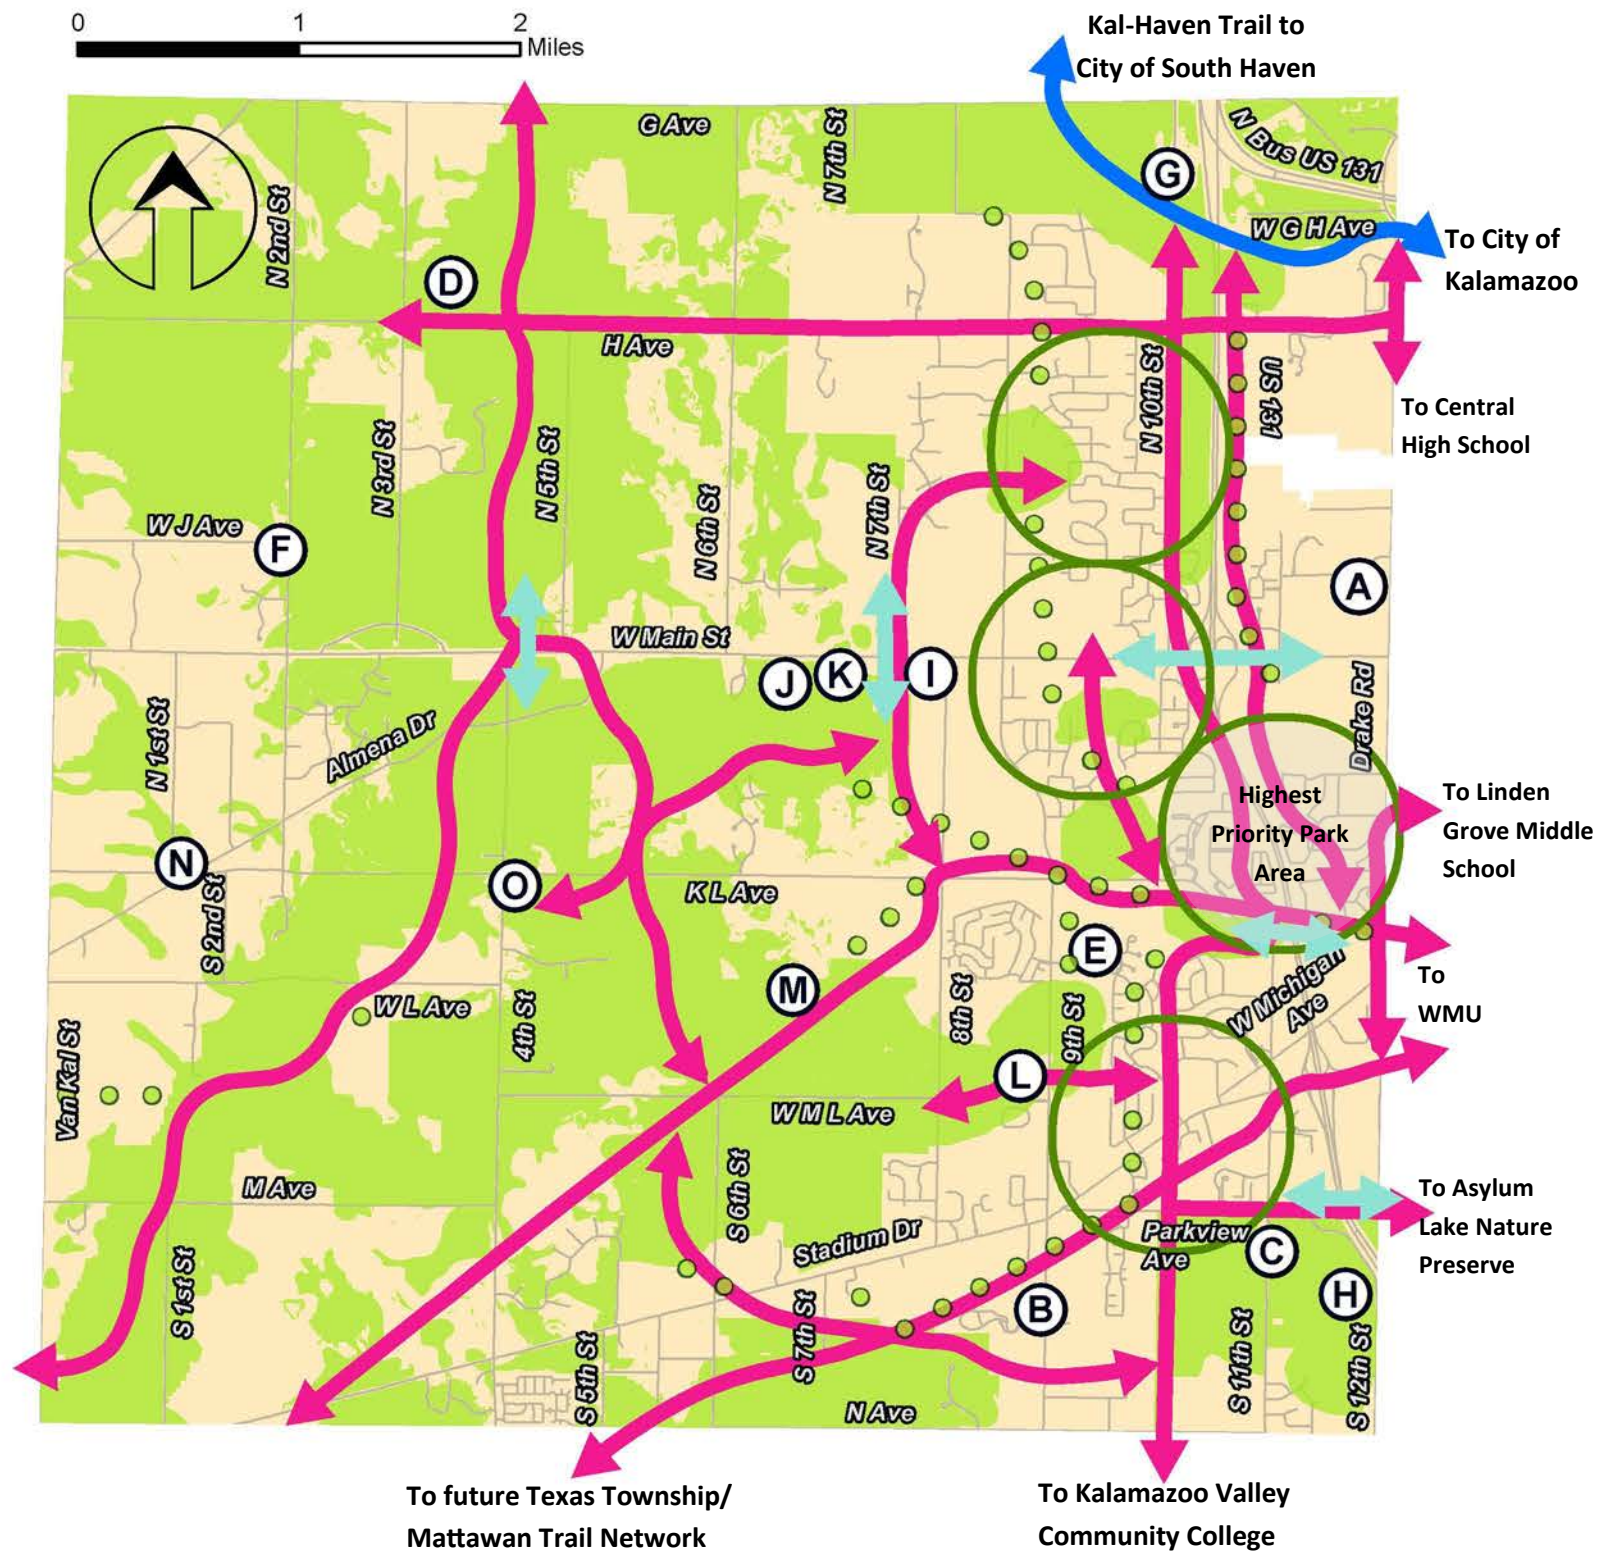 0 1 2
Miles
Kal-Haven Trail to
City of South Haven
G Ave
N 7th St
N Bus US 131
G
W G H Ave
To City of
Kalamazoo
N 2nd St
D
H Ave
N 10th St
US 131
To Central
High School
N 3rd St
N 5th St
N 6th St
N 7th St
W J Ave
F
A
W Main St
J
K
I
Drake Rd
N 1st St
Almena Dr
Highest
Priority Park
Area
To Linden
Grove Middle
School
N
S 2nd St
O
K L Ave
E
M
W L Ave
4th St
8th St
9th St
W Michigan
Ave
To
WMU
Van Kal St
L
W M L Ave
M Ave
S 6th St
Stadium Dr
Parkview
Ave
C
To Asylum
Lake Nature
Preserve
H
B
S 1st St
S 5th St
S 7th St
S 11th St
S 12th St
N Ave
To future Texas Township/
Mattawan Trail Network
To Kalamazoo Valley
Community College